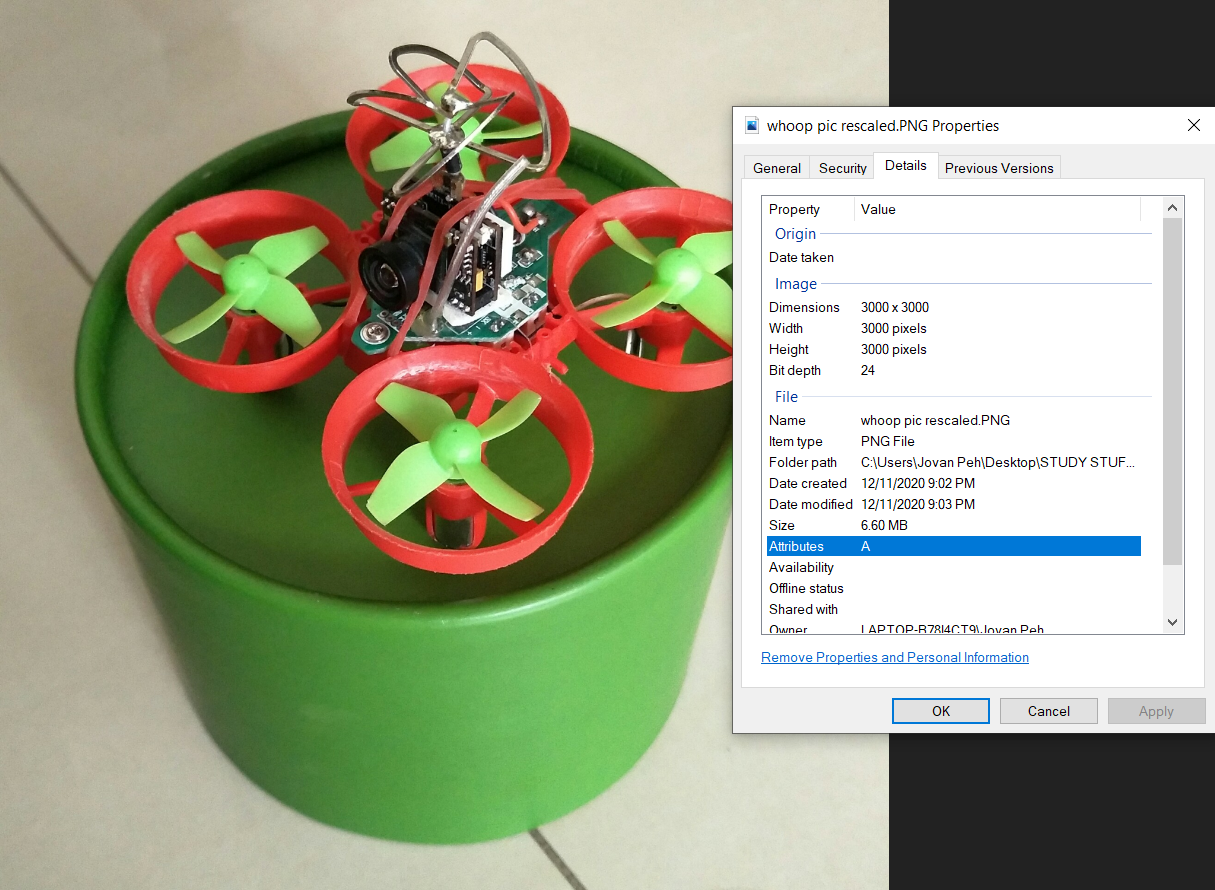 whoop pic rescaled.PNG Properties
General Security Details Previous Versions
Property Value
Origin
Date taken
Image
Dimensions 3000 x 3000
Width 3000 pixels
Height 3000 pixels
Bit depth 24
File
Name whoop pic rescaled.PNG
Item type PNG File
Folder path C:\Users\Jovan Peh\Desktop\STUDY STUF...
Date created 12/11/2020 9:02 PM
Date modified 12/11/2020 9:03 PM
Size 6.60 MB
Attributes A
Availability
Offline status
Shared with
Owner LAPTOP-B78I4CT9\Jovan Peh
Remove Properties and Personal Information
OK Cancel Apply